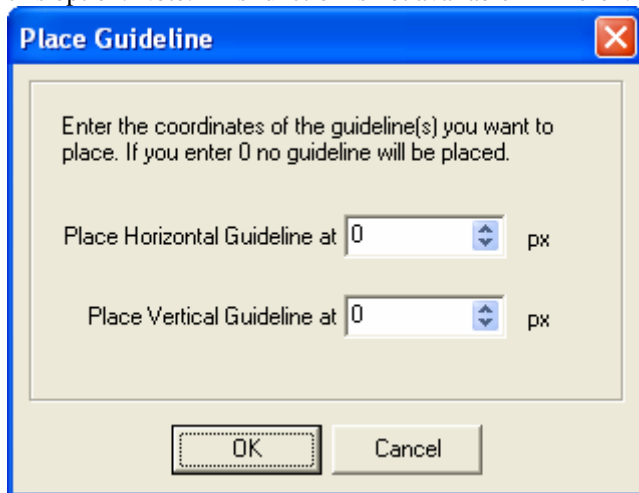 Place Guideline
Enter the coordinates of the guideline(s) you want to
place. If you enter 0 no guideline will be placed.
Place Horizontal Guideline at 0 px
Place Vertical Guideline at 0 px
OK Cancel